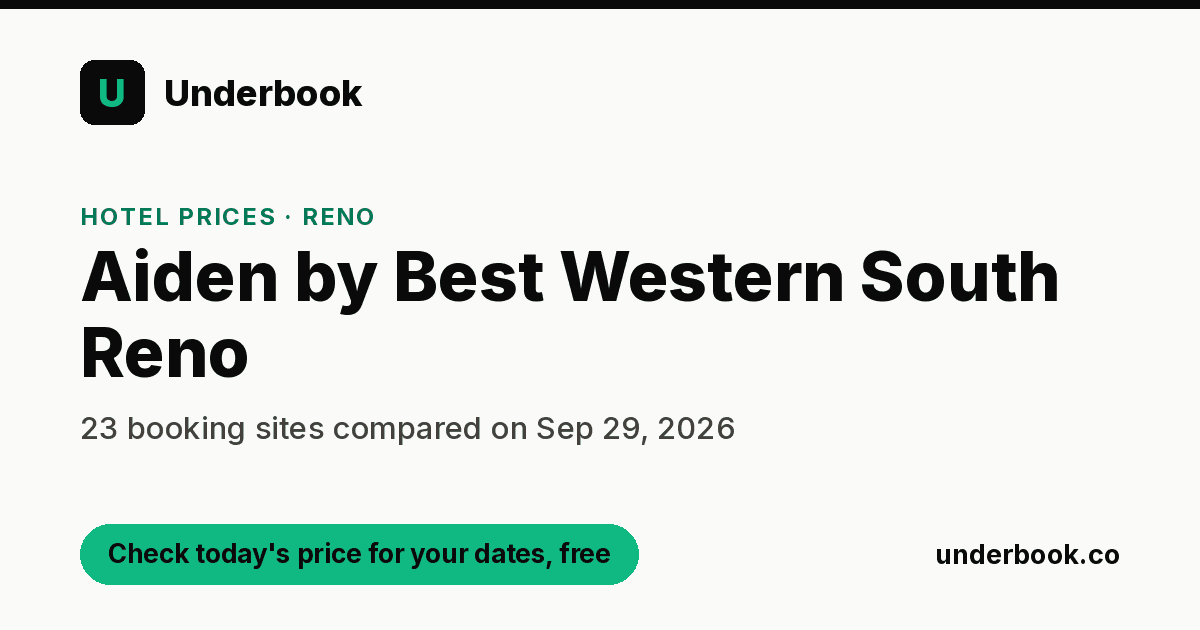 U Underbook
HOTEL PRICES · RENO
Aiden by Best Western South
Reno
23 booking sites compared on Sep 29, 2026
Check today's price for your dates, free
underbook.co